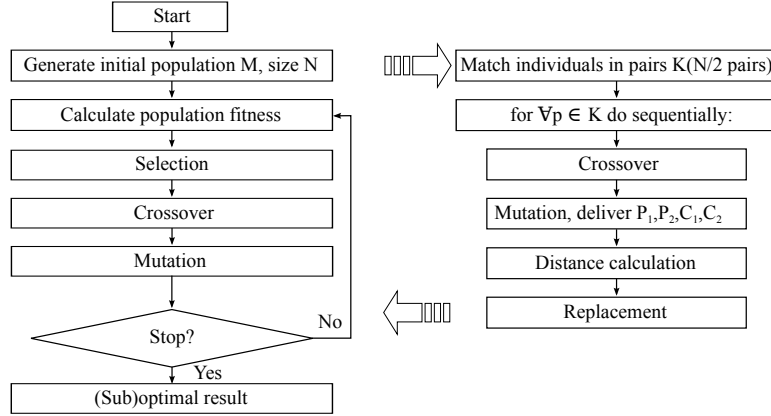 Start
Generate initial population M, size N
Calculate population fitness
Selection
Crossover
Mutation
Stop?
No
Yes
(Sub)optimal result
Match individuals in pairs K(N/2 pairs)
for ∀p ∈ K do sequentially:
Crossover
Mutation, deliver P₁,P₂,C₁,C₂
Distance calculation
Replacement